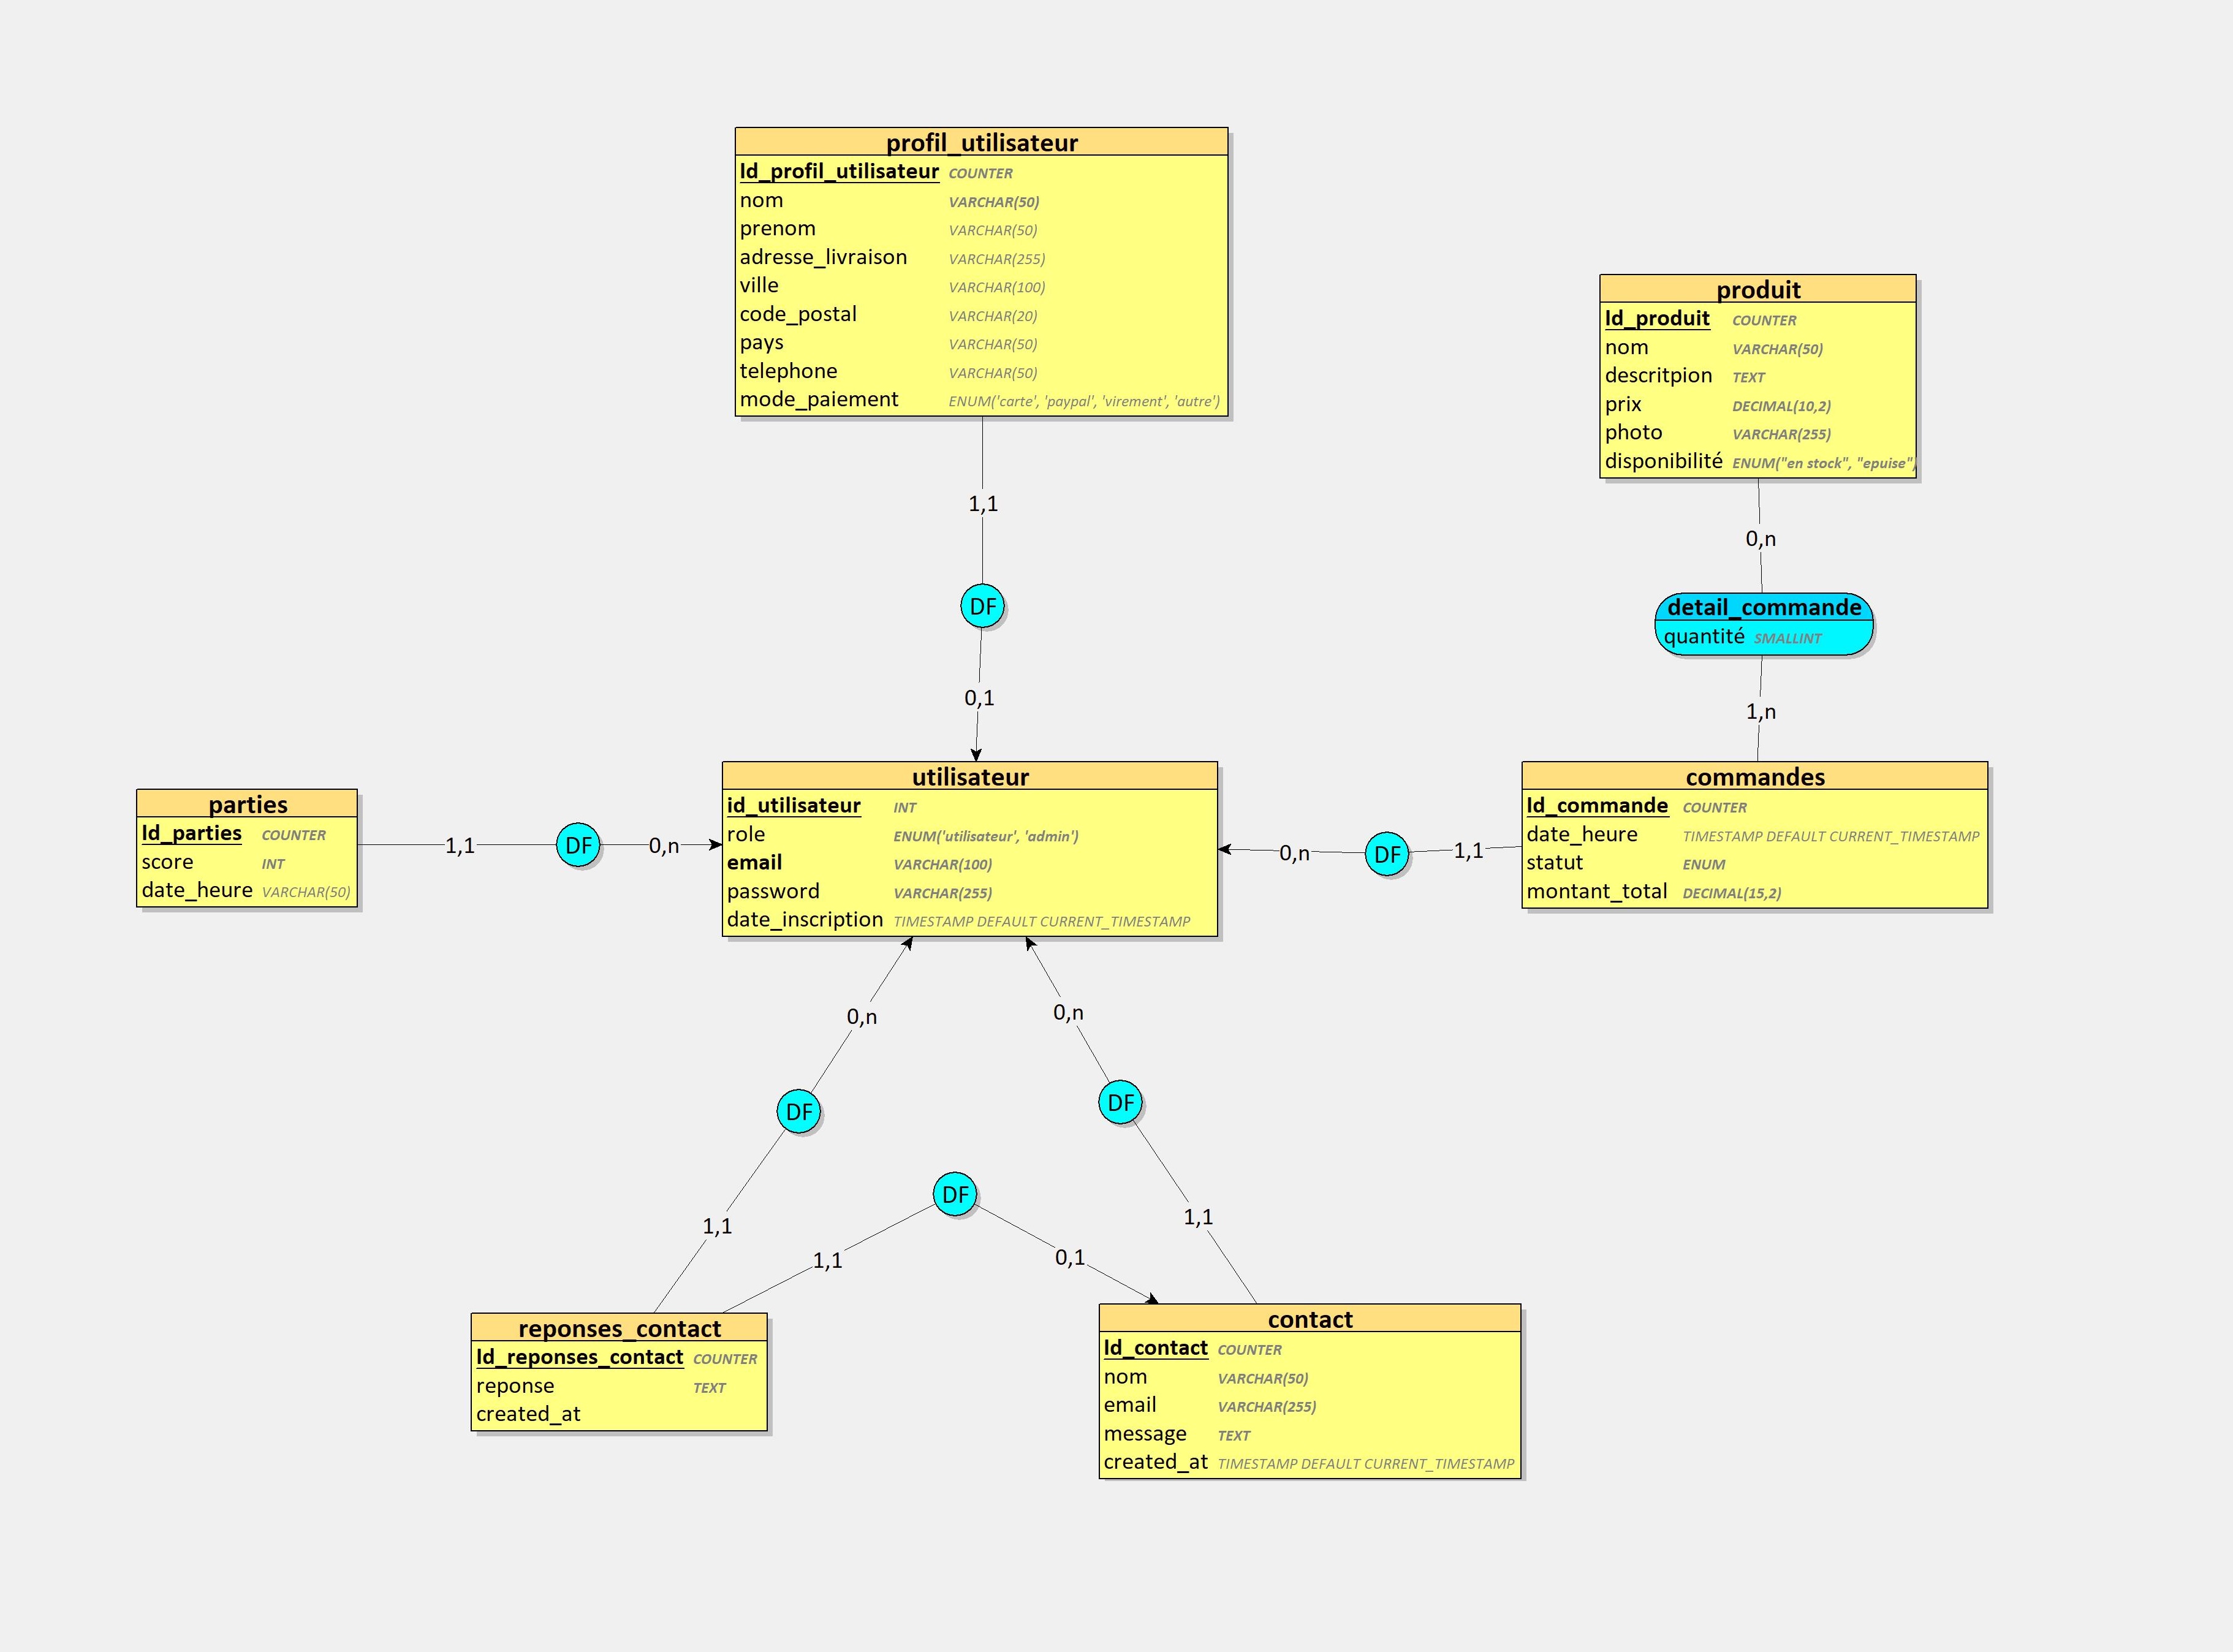 profil_utilisateur
Id_profil_utilisateur COUNTER
nom VARCHAR(50)
prenom VARCHAR(50)
adresse_livraison VARCHAR(255)
ville VARCHAR(100)
code_postal VARCHAR(20)
pays VARCHAR(50)
telephone VARCHAR(50)
mode_paiement ENUM('carte', 'paypal', 'virement', 'autre')
produit
Id_produit COUNTER
nom VARCHAR(50)
descritpion TEXT
prix DECIMAL(10,2)
photo VARCHAR(255)
disponibilité ENUM("en stock", "epuise")
1,1
DF
0,1
0,n
detail_commande
quantité SMALLINT
1,n
parties
Id_parties COUNTER
score INT
date_heure VARCHAR(50)
1,1
DF
0,n
utilisateur
id_utilisateur INT
role ENUM('utilisateur', 'admin')
email VARCHAR(100)
password VARCHAR(255)
date_inscription TIMESTAMP DEFAULT CURRENT_TIMESTAMP
0,n
DF
1,1
commandes
Id_commande COUNTER
date_heure TIMESTAMP DEFAULT CURRENT_TIMESTAMP
statut ENUM
montant_total DECIMAL(15,2)
0,n
DF
1,1
0,n
DF
1,1
1,1
DF
0,1
reponses_contact
Id_reponses_contact COUNTER
reponse TEXT
created_at
contact
Id_contact COUNTER
nom VARCHAR(50)
email VARCHAR(255)
message TEXT
created_at TIMESTAMP DEFAULT CURRENT_TIMESTAMP